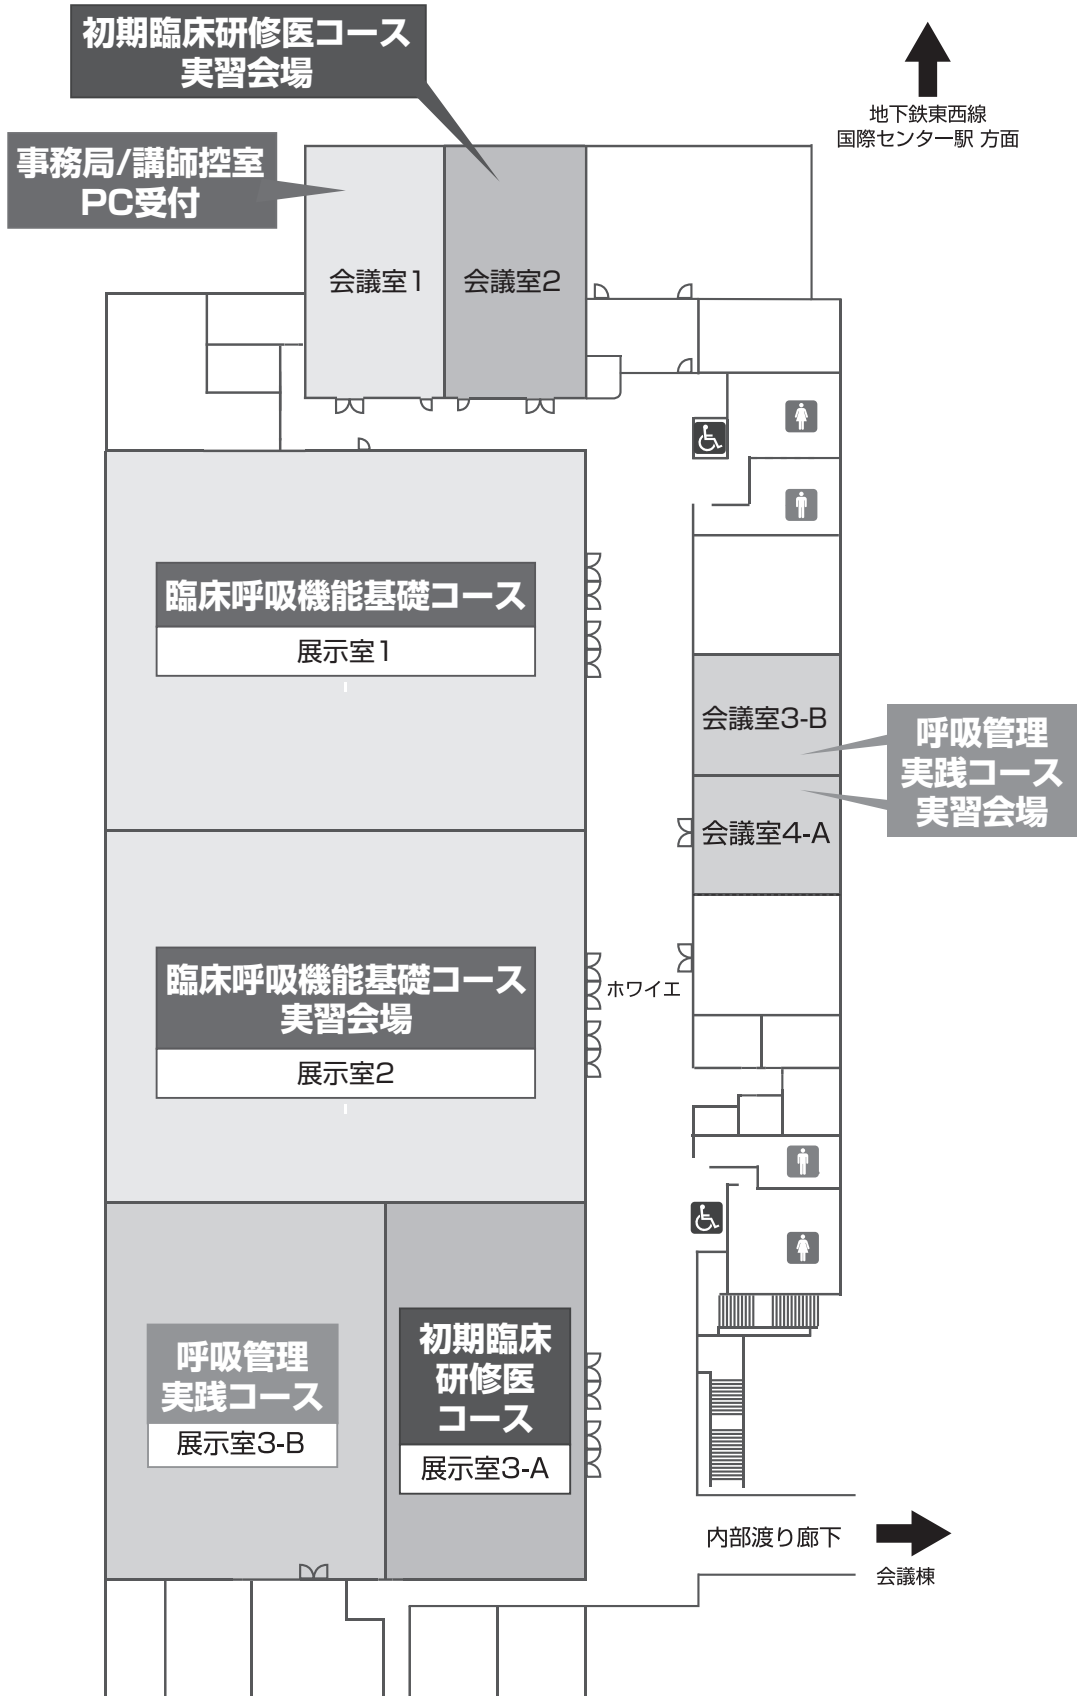 初期臨床研修医コース
実習会場
地下鉄東西線
国際センター駅 方面
事務局/講師控室
PC受付
会議室1
会議室2
臨床呼吸機能基礎コース
展示室1
会議室3-B
呼吸管理
実践コース
実習会場
会議室4-A
臨床呼吸機能基礎コース
実習会場
展示室2
ホワイエ
呼吸管理
実践コース
展示室3-B
初期臨床
研修医
コース
展示室3-A
内部渡り廊下
会議棟